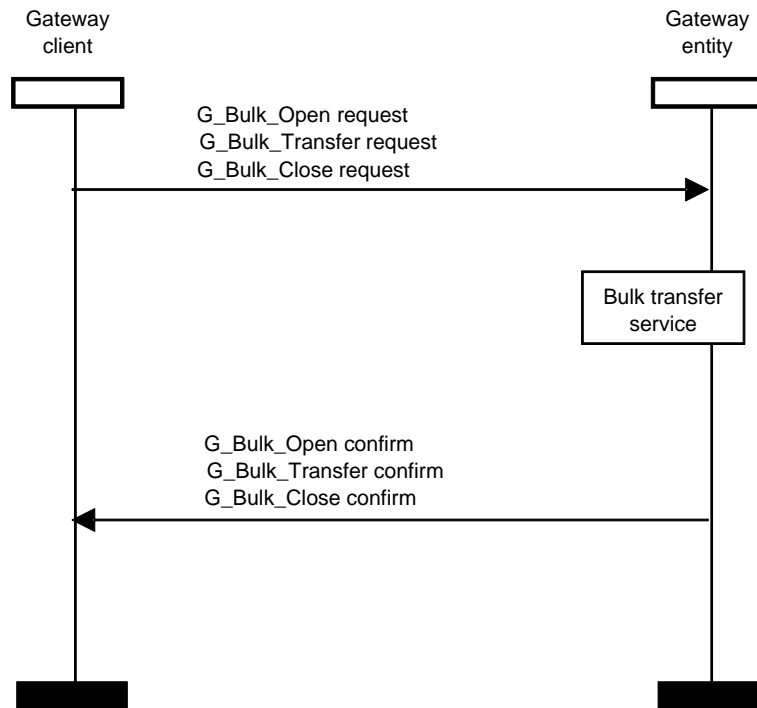 Gateway
client
Gateway
entity
G_Bulk_Open request
G_Bulk_Transfer request
G_Bulk_Close request
Bulk transfer
service
G_Bulk_Open confirm
G_Bulk_Transfer confirm
G_Bulk_Close confirm